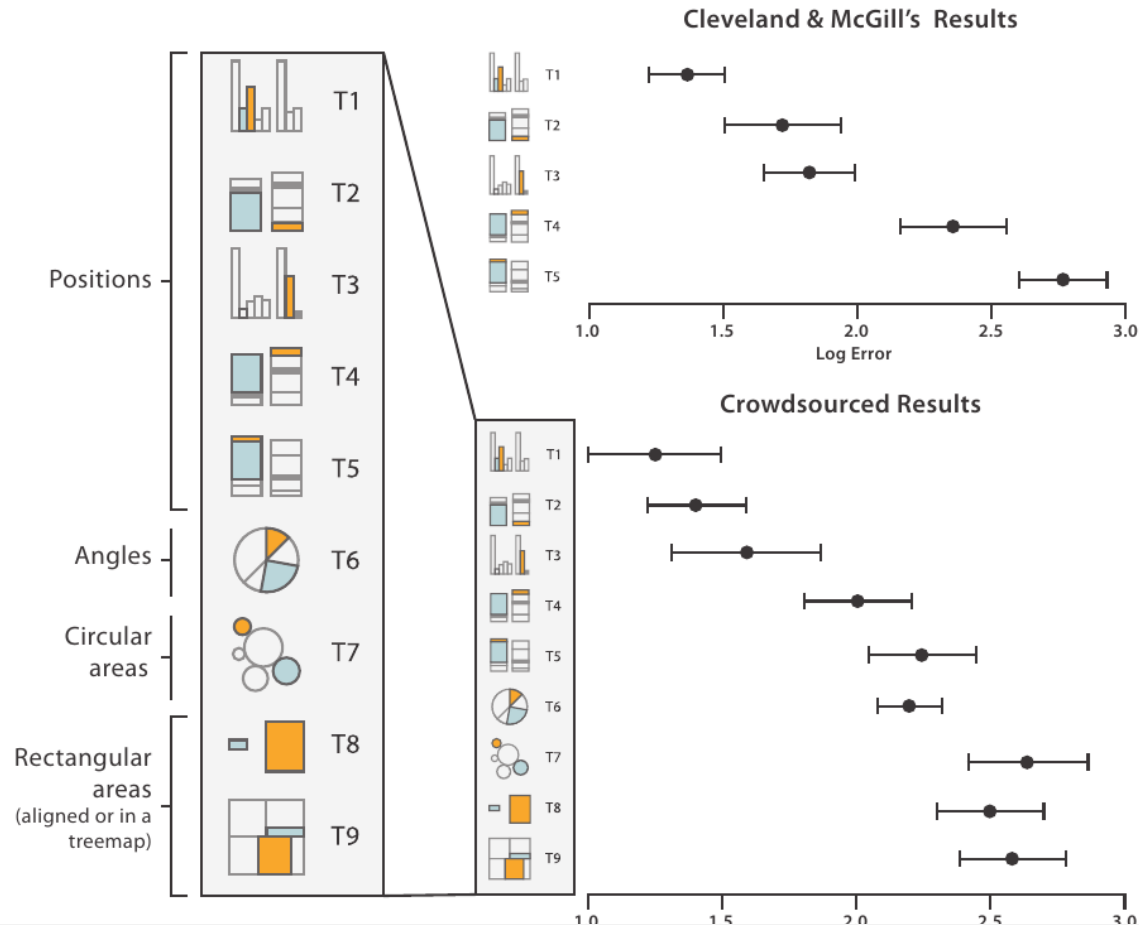 Cleveland & McGill's Results
Positions
T1
T2
T3
T4
T5
Angles
T6
Circular
areas
T7
Rectangular
areas
(aligned or in a
treemap)
T8
T9
T1
T2
T3
T4
T5
1.0 1.5 2.0 2.5 3.0
Log Error
Crowdsourced Results
T1
T2
T3
T4
T5
T6
T7
T8
T9
1.0 1.5 2.0 2.5 3.0